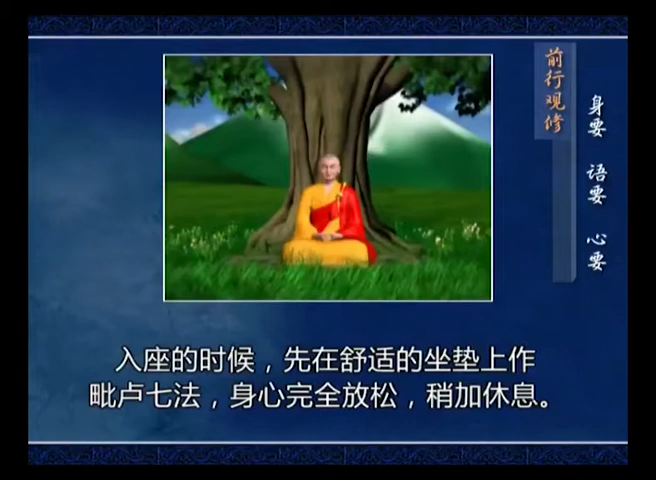 前行观修
身要 语要 心要
入座的时候，先在舒适的坐垫上作
毗卢七法，身心完全放松，稍加休息。